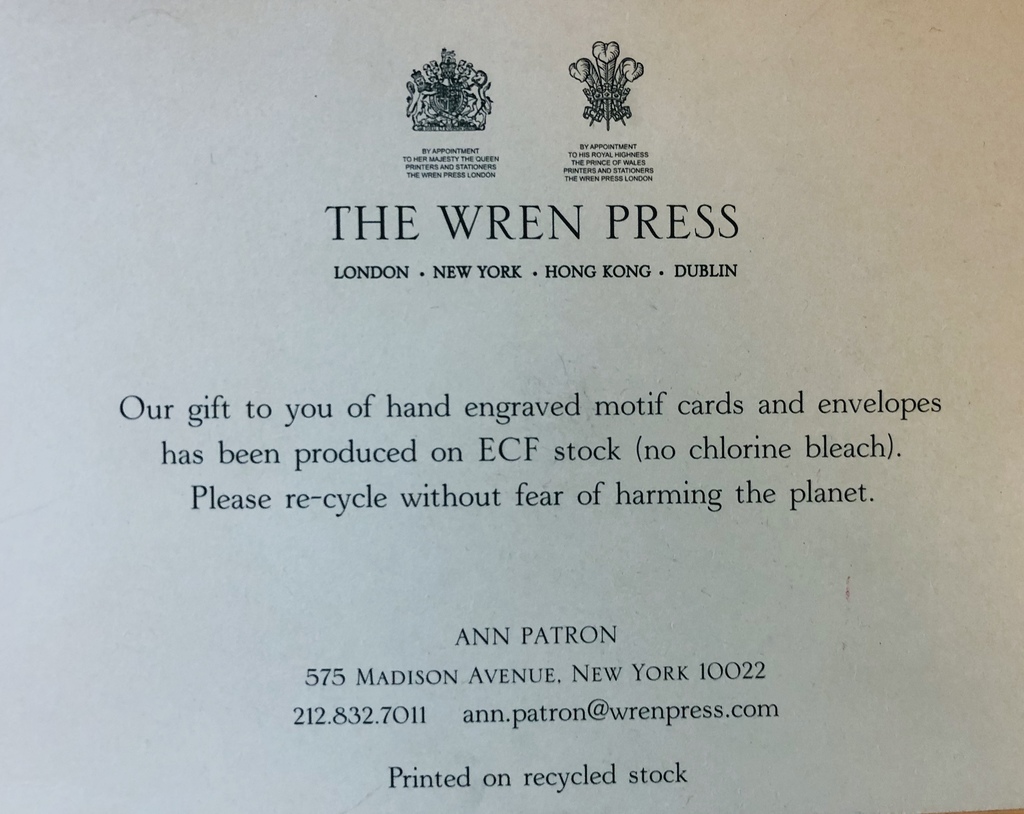 BY APPOINTMENT
TO HER MAJESTY THE QUEEN
PRINTERS AND STATIONERS
THE WREN PRESS LONDON
BY APPOINTMENT
TO HIS ROYAL HIGHNESS
THE PRINCE OF WALES
PRINTERS AND STATIONERS
THE WREN PRESS LONDON
THE WREN PRESS
LONDON • NEW YORK • HONG KONG • DUBLIN
Our gift to you of hand engraved motif cards and envelopes
has been produced on ECF stock (no chlorine bleach).
Please re-cycle without fear of harming the planet.
ANN PATRON
575 MADISON AVENUE, NEW YORK 10022
212.832.7011 ann.patron@wrenpress.com
Printed on recycled stock